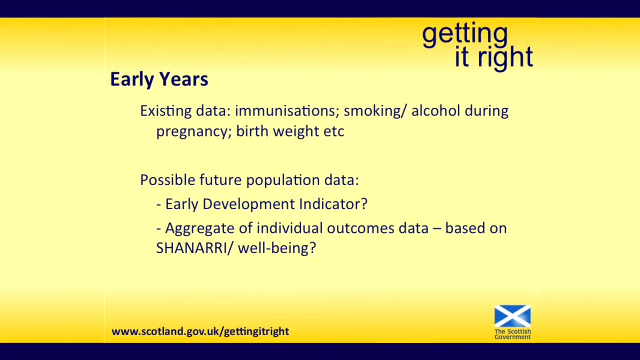 getting
it right
Early Years
Existing data: immunisations; smoking/ alcohol during
pregnancy; birth weight etc
Possible future population data:
- Early Development Indicator?
- Aggregate of individual outcomes data – based on
SHANARRI/ well-being?
www.scotland.gov.uk/gettingitright
The Scottish
Government